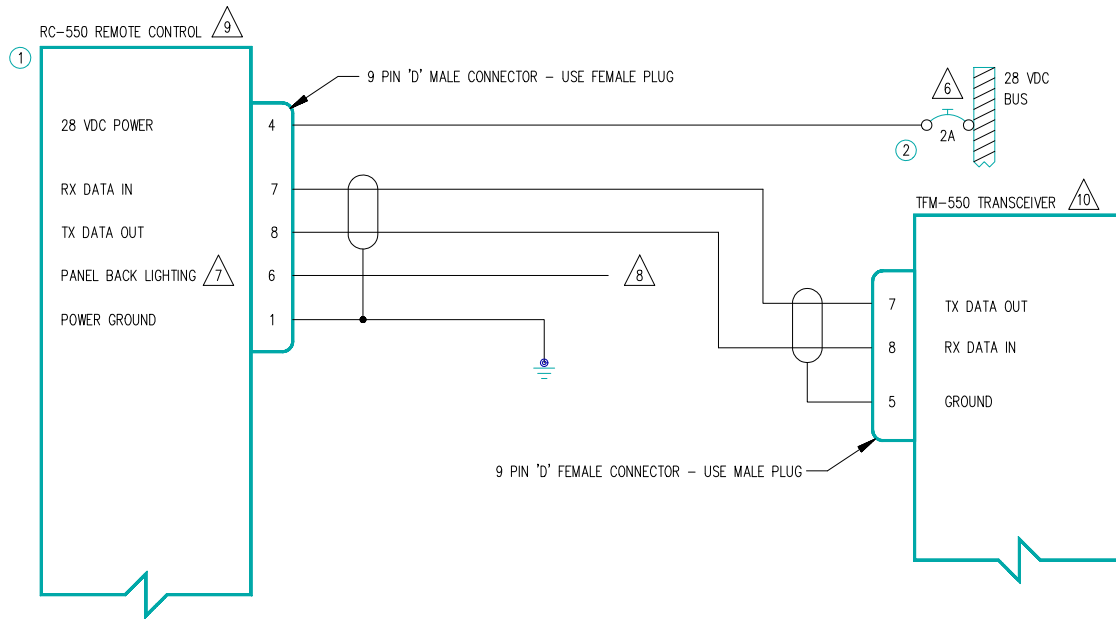 RC-550 REMOTE CONTROL 9
1
9 PIN 'D' MALE CONNECTOR - USE FEMALE PLUG
28 VDC
BUS
6
2A
2
28 VDC POWER 4
RX DATA IN 7
TX DATA OUT 8
PANEL BACK LIGHTING 7 6 8
POWER GROUND 1
TFM-550 TRANSCEIVER 10
7 TX DATA OUT
8 RX DATA IN
5 GROUND
9 PIN 'D' FEMALE CONNECTOR - USE MALE PLUG